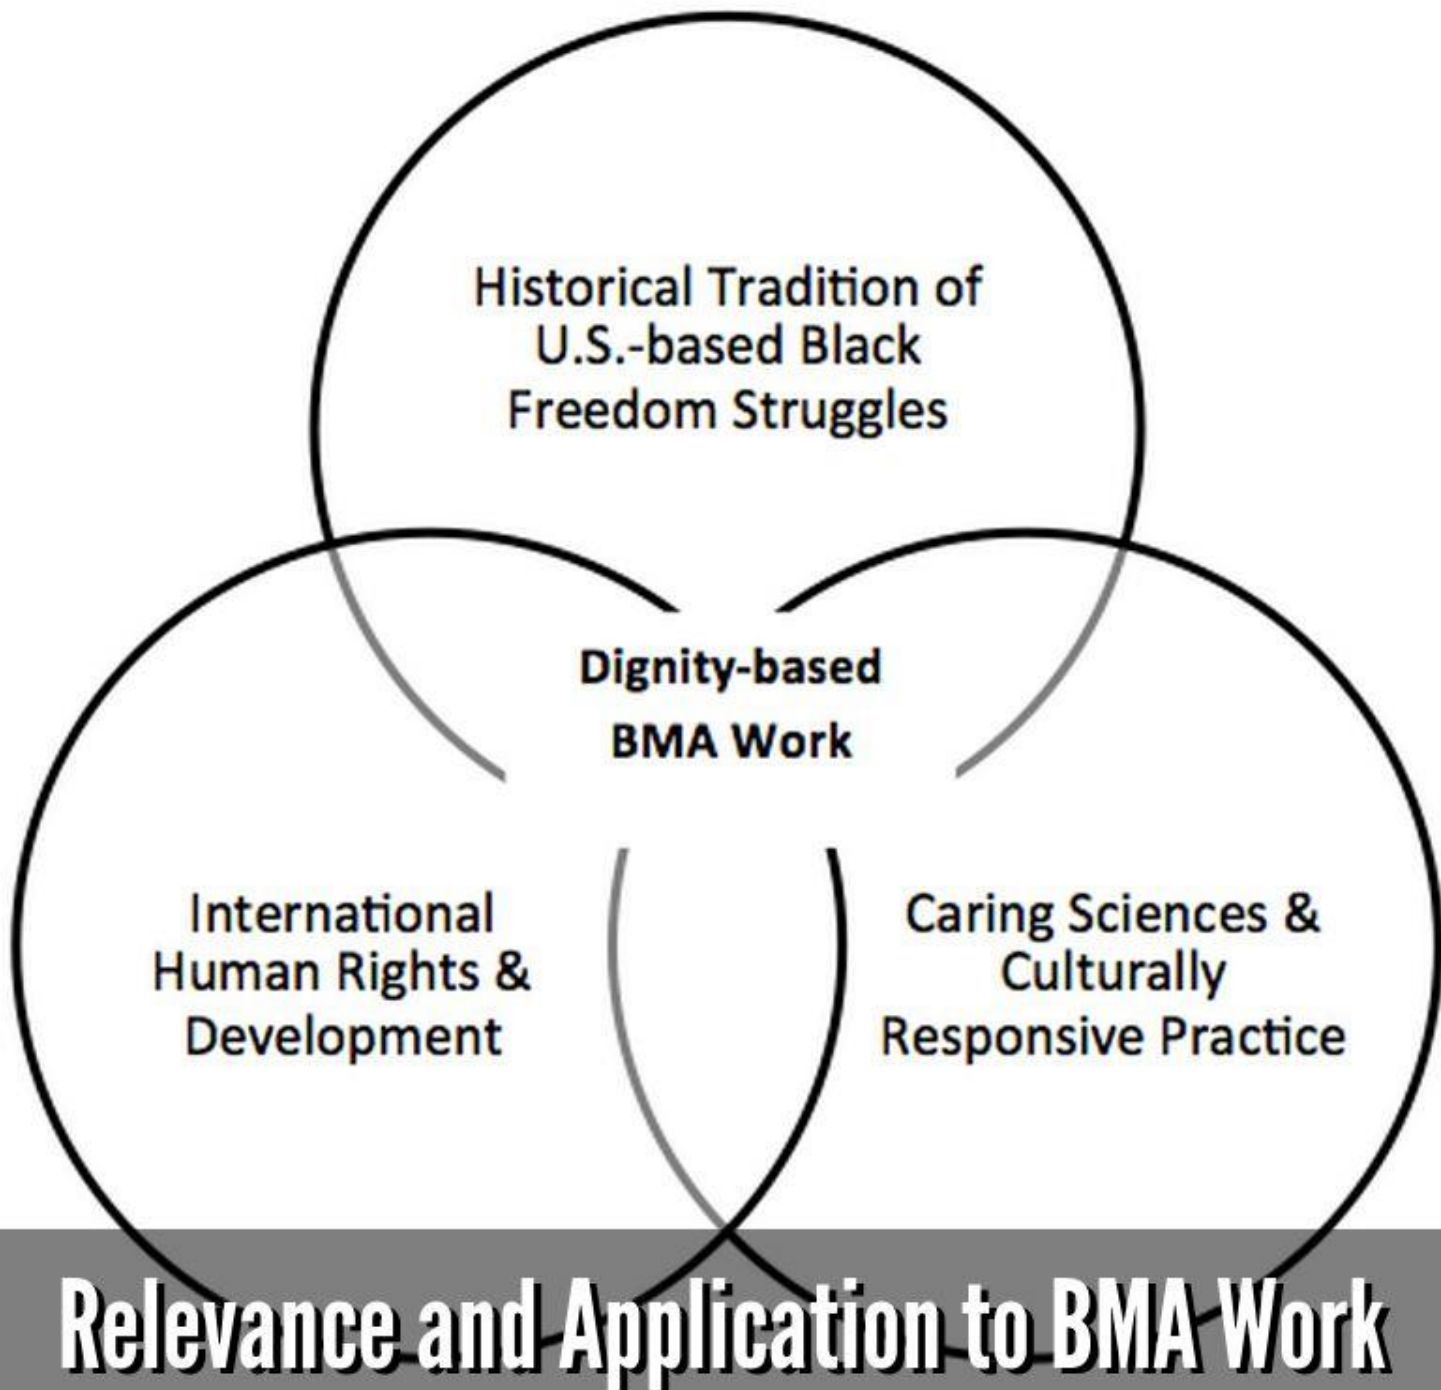 Historical Tradition of
U.S.-based Black
Freedom Struggles
Dignity-based
BMA Work
International
Human Rights &
Development
Caring Sciences &
Culturally
Responsive Practice
Relevance and Application to BMA Work